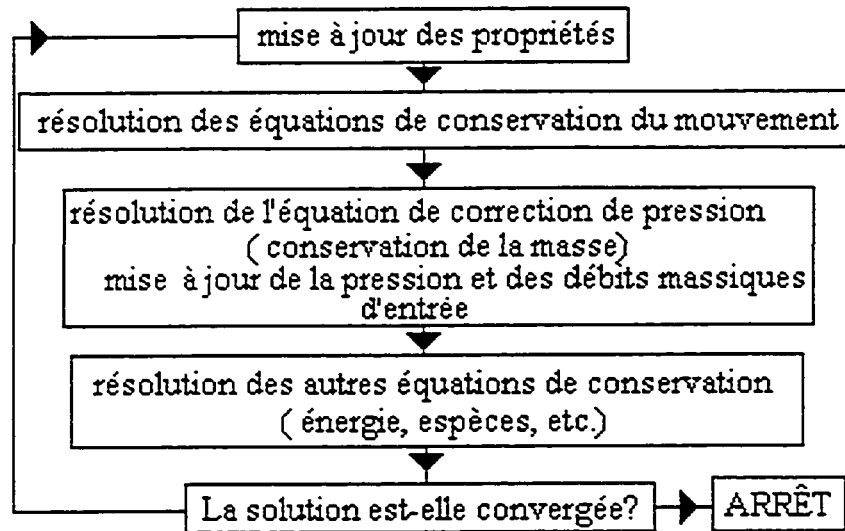 mise à jour des propriétés
résolution des équations de conservation du mouvement
résolution de l'équation de correction de pression
( conservation de la masse)
mise à jour de la pression et des débits massiques
d'entrée
résolution des autres équations de conservation
( énergie, espèces, etc.)
La solution est-elle convergée?
ARRÊT